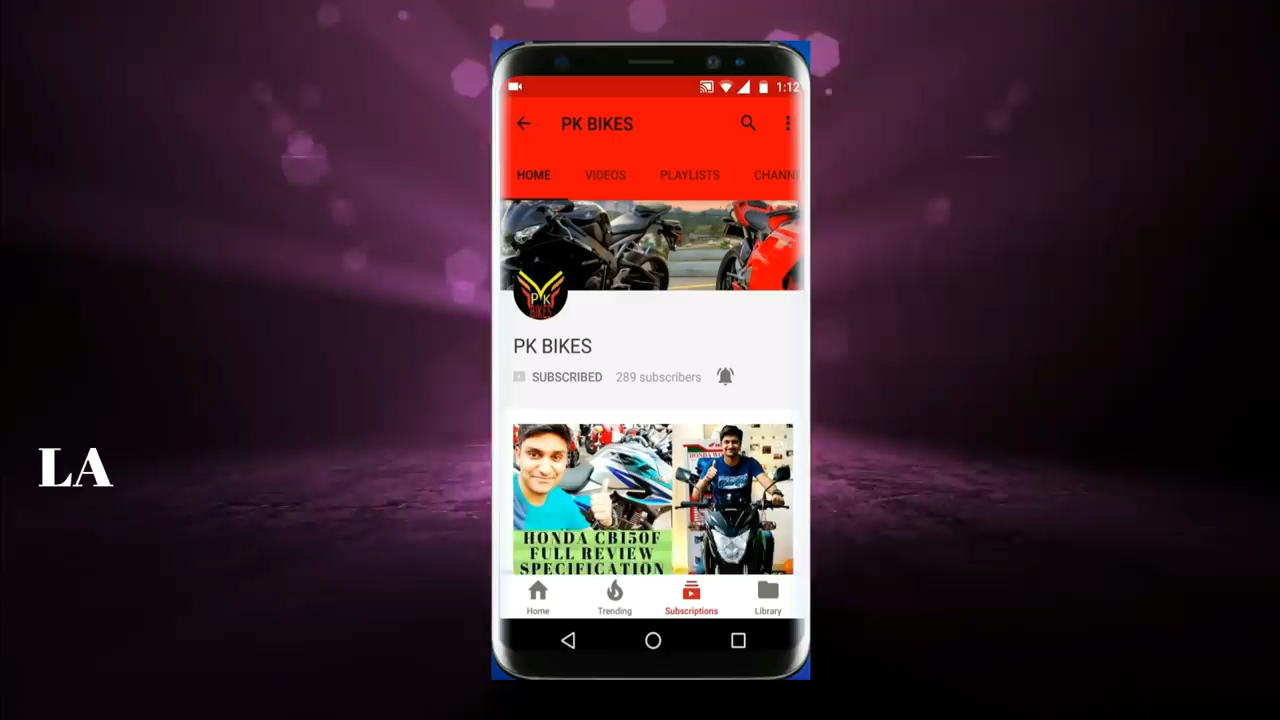 1:12
PK BIKES
HOME VIDEOS PLAYLISTS CHANN
PK
BIKES
PK BIKES
SUBSCRIBED 289 subscribers
HONDA CB150F
FULL REVIEW
SPECIFICATION
Home Trending Subscriptions Library
LA